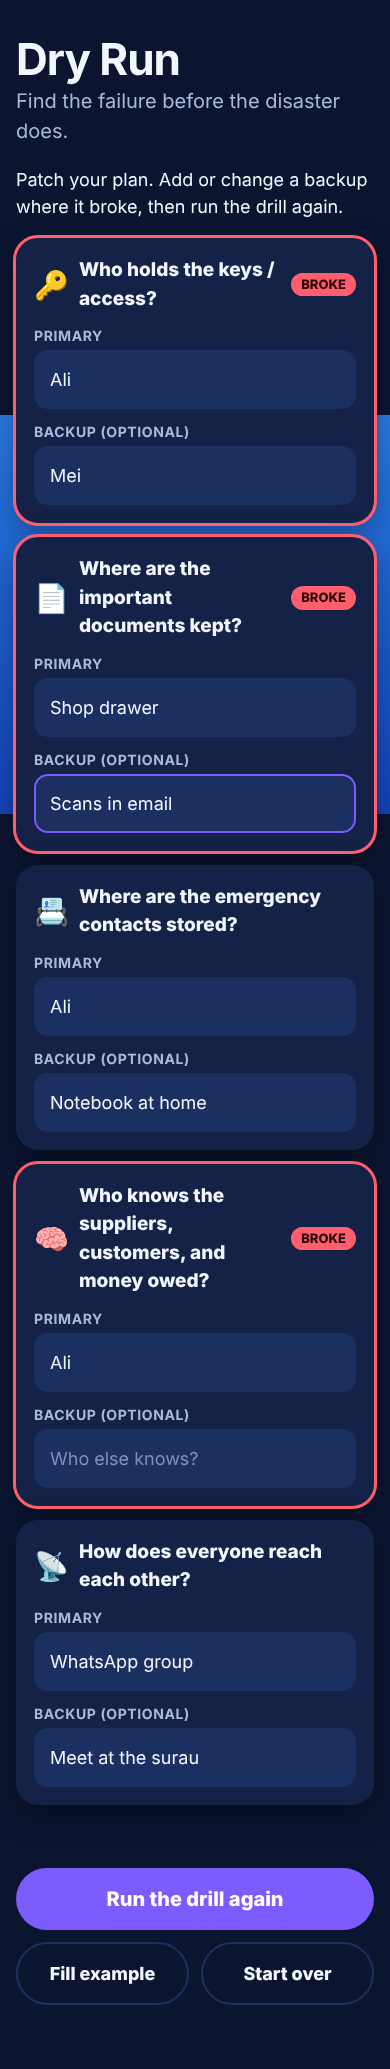 Dry Run
Find the failure before the disaster
does.
Patch your plan. Add or change a backup
where it broke, then run the drill again.
Who holds the keys /
access?
BROKE
PRIMARY
Ali
BACKUP (OPTIONAL)
Mei
Where are the
important
documents kept?
BROKE
PRIMARY
Shop drawer
BACKUP (OPTIONAL)
Scans in email
Where are the emergency
contacts stored?
PRIMARY
Ali
BACKUP (OPTIONAL)
Notebook at home
Who knows the
suppliers,
customers, and
money owed?
BROKE
PRIMARY
Ali
BACKUP (OPTIONAL)
Who else knows?
How does everyone reach
each other?
PRIMARY
WhatsApp group
BACKUP (OPTIONAL)
Meet at the surau
Run the drill again
Fill example
Start over